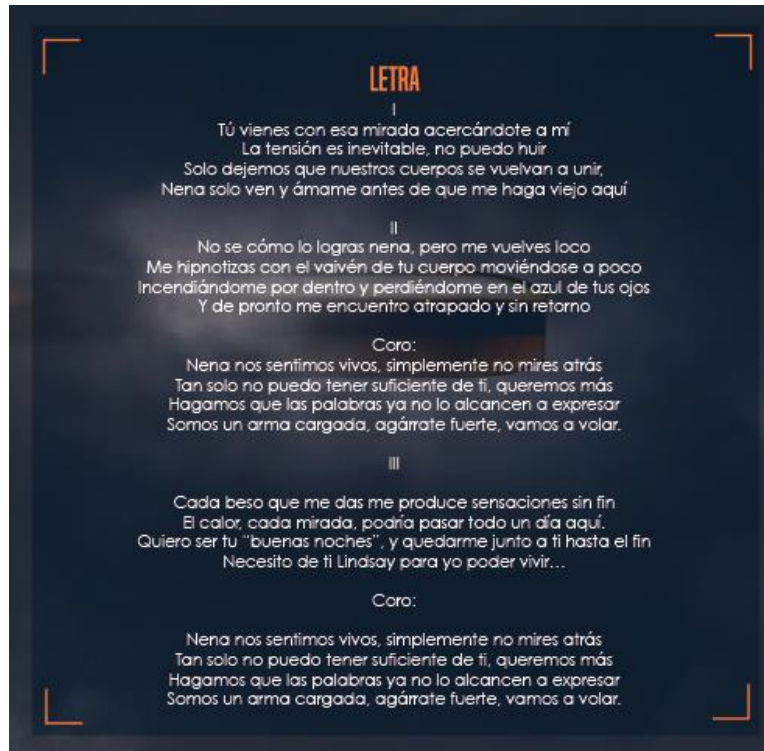 LETRA
I
Tú vienes con esa mirada acercándote a mí
La tensión es inevitable, no puedo huir
Solo dejemos que nuestros cuerpos se vuelvan a unir,
Nena solo ven y ámame antes de que me haga viejo aquí
II
No se cómo lo logras nena, pero me vuelves loco
Me hipnotizas con el vaivén de tu cuerpo moviéndose a poco
Incendiándome por dentro y perdiéndome en el azul de tus ojos
Y de pronto me encuentro atrapado y sin retorno
Coro:
Nena nos sentimos vivos, simplemente no mires atrás
Tan solo no puedo tener suficiente de ti, queremos más
Hagamos que las palabras ya no lo alcancen a expresar
Somos un arma cargada, agárrate fuerte, vamos a volar.
III
Cada beso que me das me produce sensaciones sin fin
El calor, cada mirada, podría pasar todo un día aquí.
Quiero ser tu "buenas noches", y quedarme junto a ti hasta el fin
Necesito de ti Lindsay para yo poder vivir...
Coro:
Nena nos sentimos vivos, simplemente no mires atrás
Tan solo no puedo tener suficiente de ti, queremos más
Hagamos que las palabras ya no lo alcancen a expresar
Somos un arma cargada, agárrate fuerte, vamos a volar.